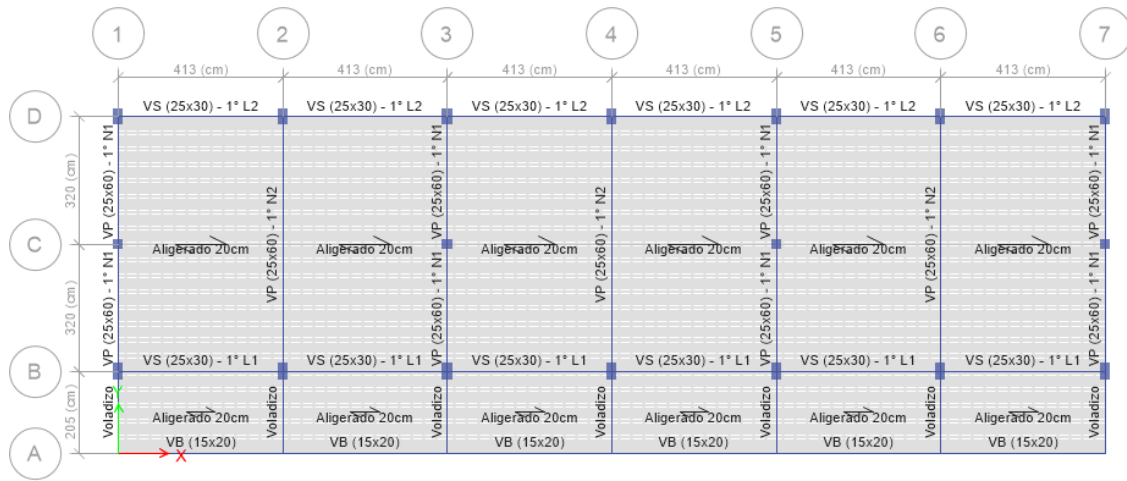 1 2 3 4 5 6 7
413 (cm) 413 (cm) 413 (cm) 413 (cm) 413 (cm) 413 (cm)
VS (25x30) - 1° L2 VS (25x30) - 1° L2 VS (25x30) - 1° L2 VS (25x30) - 1° L2 VS (25x30) - 1° L2 VS (25x30) - 1° L2
D
320 (cm)
VP (25x60) - 1° N1 VP (25x60) - 1° N1 VP (25x60) - 1° N1 VP (25x60) - 1° N1
VP (25x60) - 1° N2 VP (25x60) - 1° N2 VP (25x60) - 1° N2
C
Aligerado 20cm Aligerado 20cm Aligerado 20cm Aligerado 20cm Aligerado 20cm Aligerado 20cm
320 (cm)
VP (25x60) - 1° N1 VP (25x60) - 1° N1 VP (25x60) - 1° N1 VP (25x60) - 1° N1
VS (25x30) - 1° L1 VS (25x30) - 1° L1 VS (25x30) - 1° L1 VS (25x30) - 1° L1 VS (25x30) - 1° L1 VS (25x30) - 1° L1
B
205 (cm)
Voladizo Voladizo Voladizo Voladizo Voladizo Voladizo Voladizo
Y
Aligerado 20cm Aligerado 20cm Aligerado 20cm Aligerado 20cm Aligerado 20cm Aligerado 20cm
VB (15x20) VB (15x20) VB (15x20) VB (15x20) VB (15x20) VB (15x20)
A
X